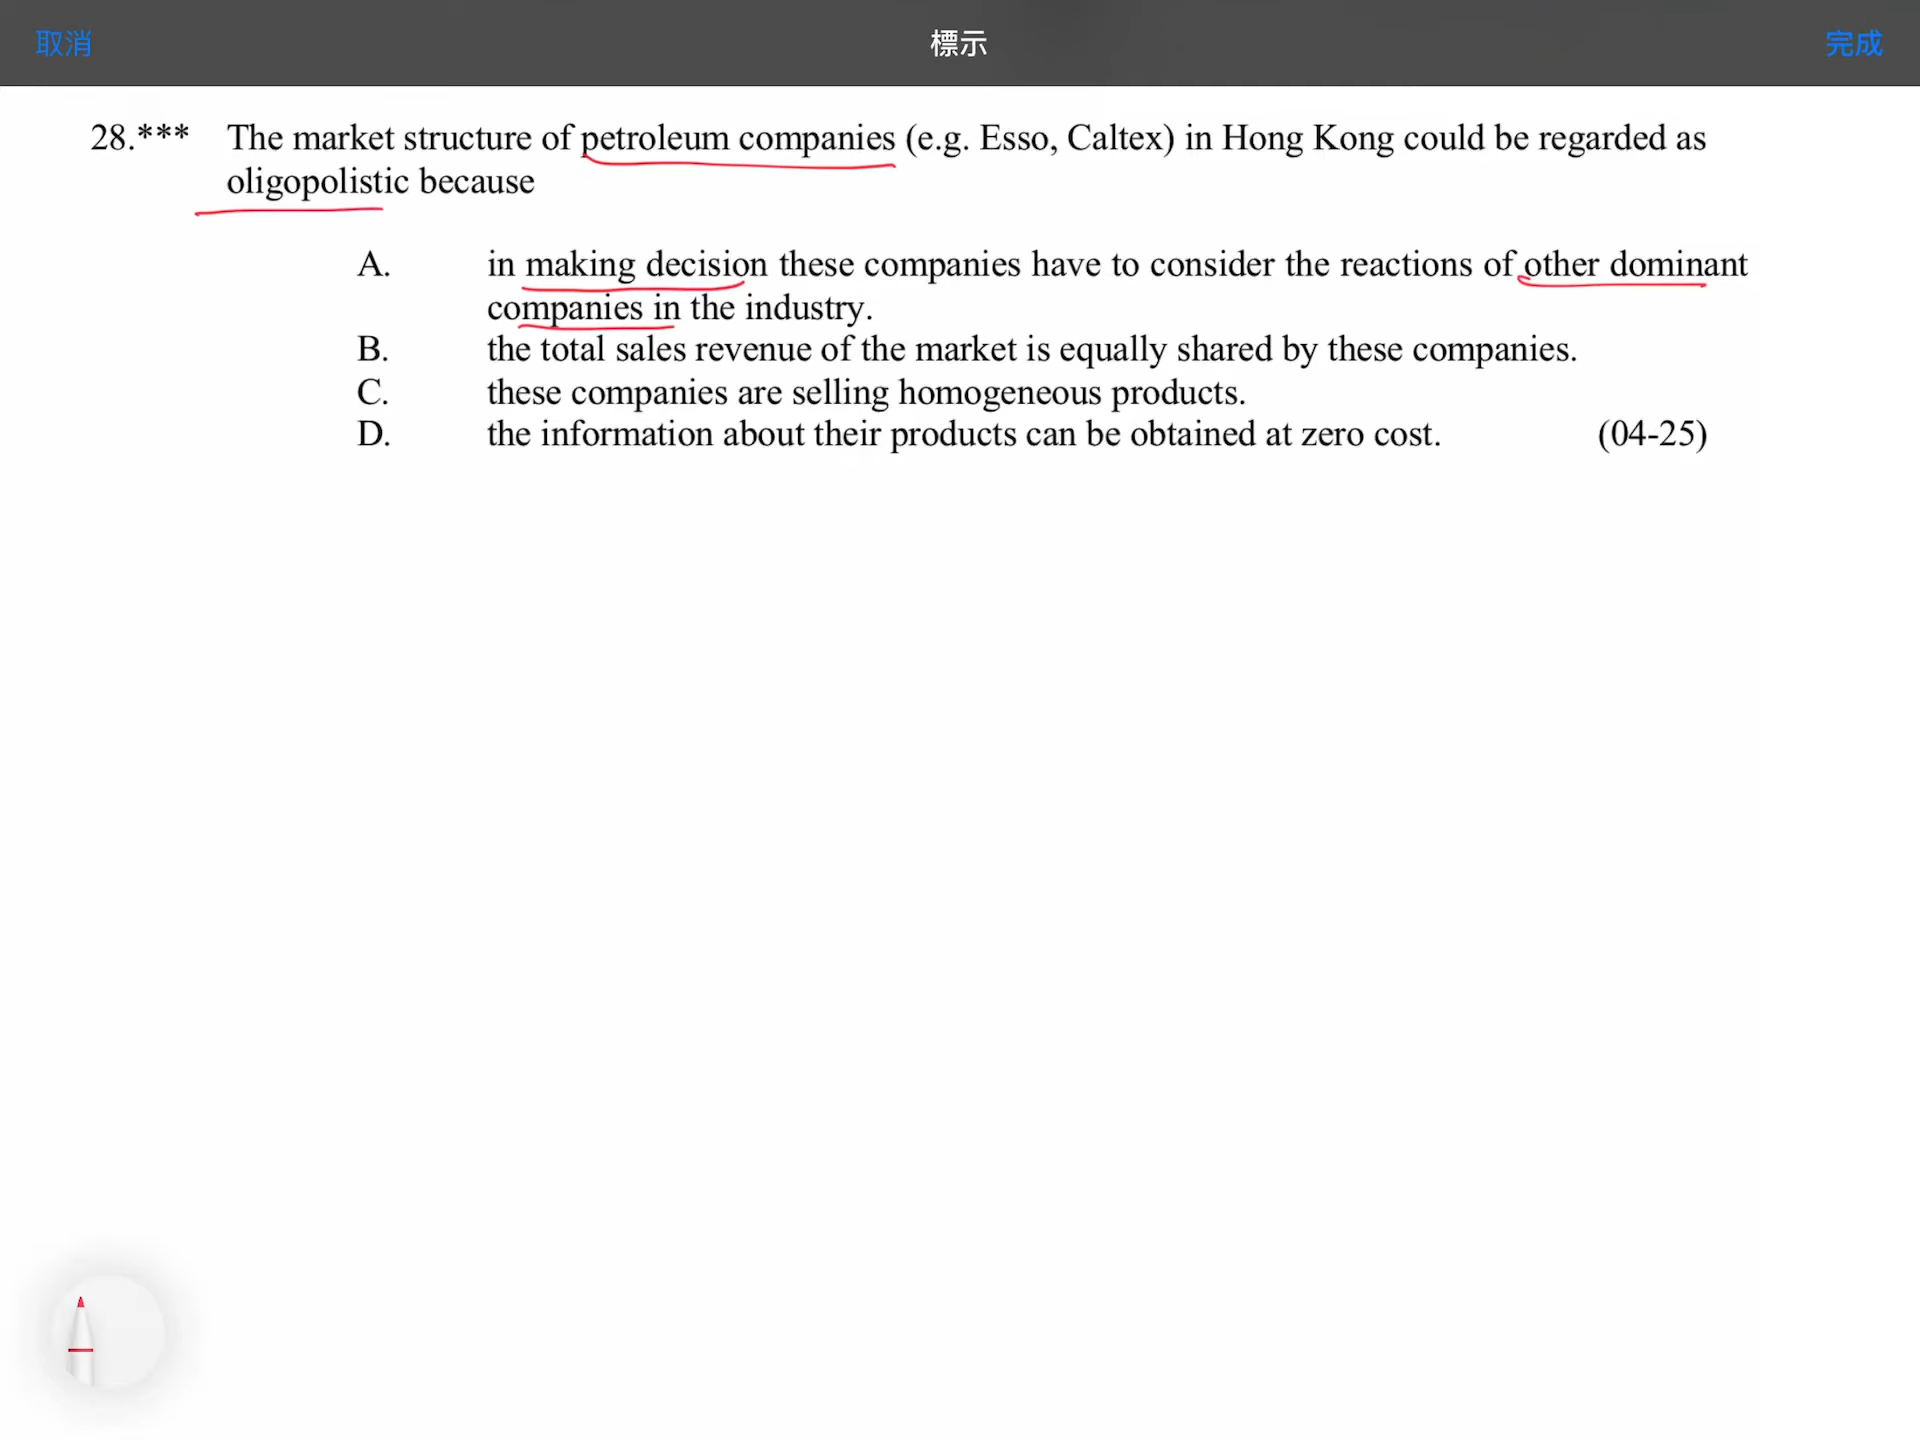 取消
標示
完成
28.*** The market structure of petroleum companies (e.g. Esso, Caltex) in Hong Kong could be regarded as
oligopolistic because
A. in making decision these companies have to consider the reactions of other dominant
companies in the industry.
B. the total sales revenue of the market is equally shared by these companies.
C. these companies are selling homogeneous products.
D. the information about their products can be obtained at zero cost. (04-25)